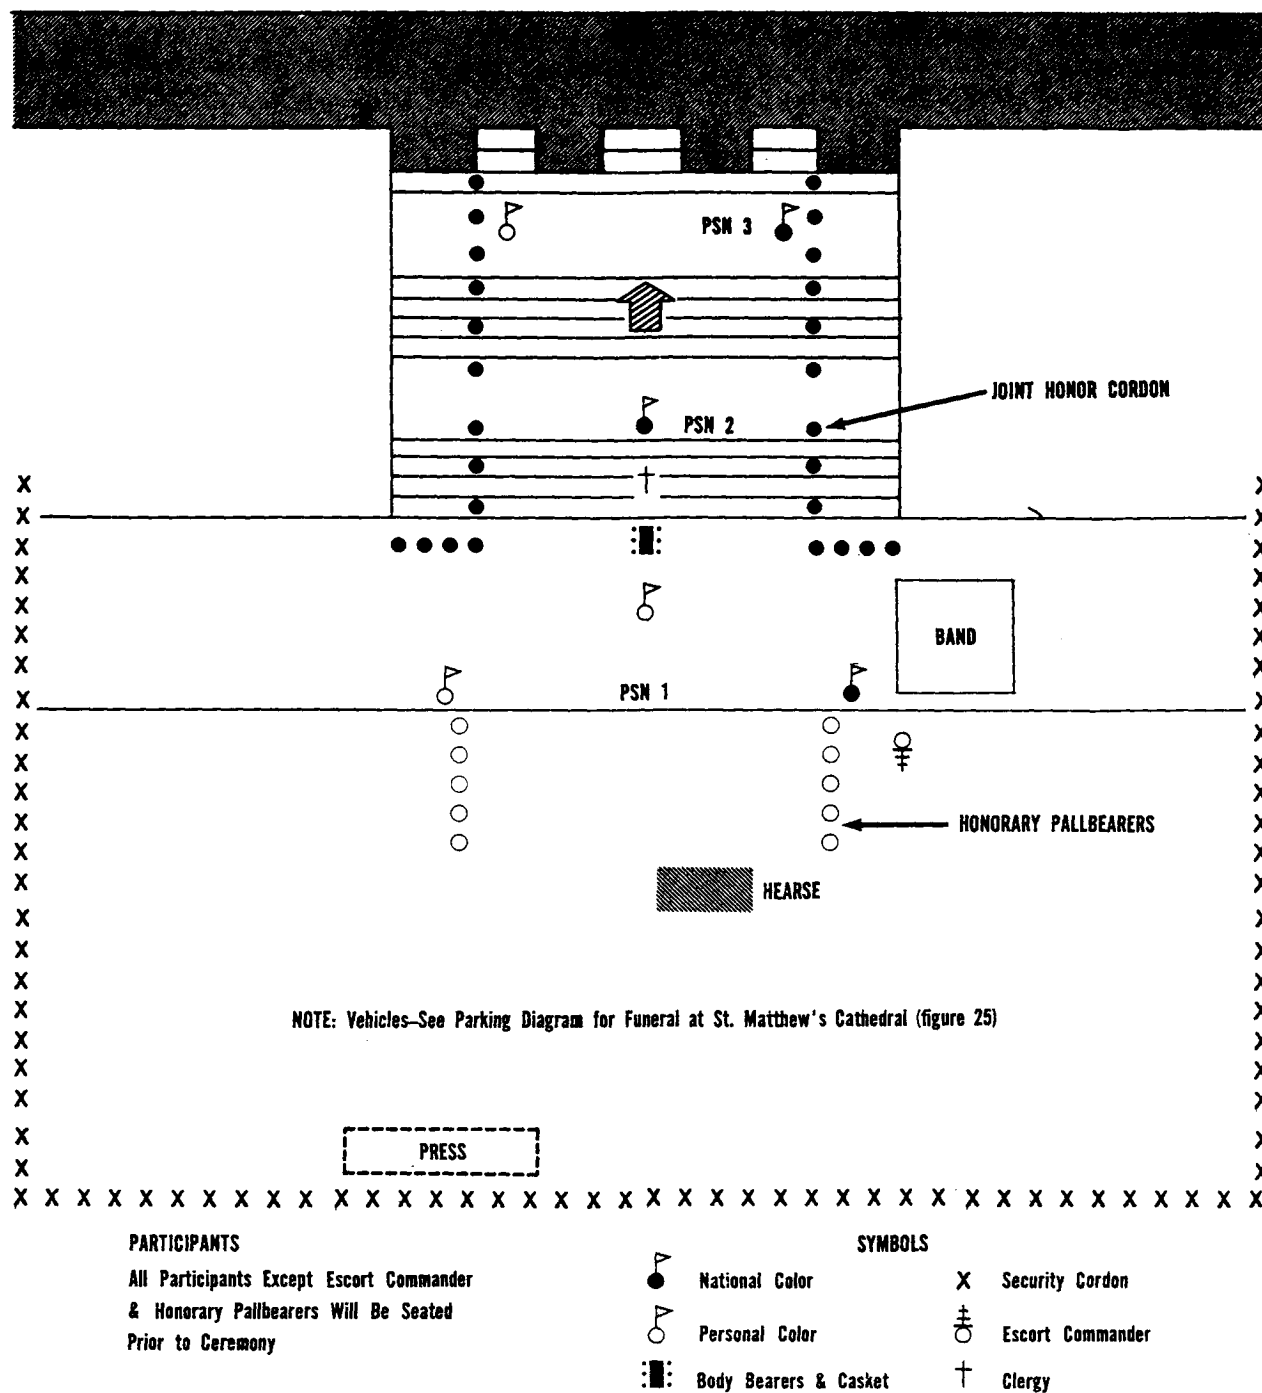 PSN 3
JOINT HONOR CORDON
PSN 2
BAND
PSN 1
HONORARY PALLBEARERS
HEARSE
NOTE: Vehicles—See Parking Diagram for Funeral at St. Matthew's Cathedral (figure 25)
PRESS
X X X X X X X X X X X X X X X X X X X X X X X X X X X X X X X X X X X X X X X
PARTICIPANTS
All Participants Except Escort Commander
& Honorary Pallbearers Will Be Seated
Prior to Ceremony
SYMBOLS
National Color
X Security Cordon
Personal Color
Escort Commander
Body Bearers & Casket
Clergy